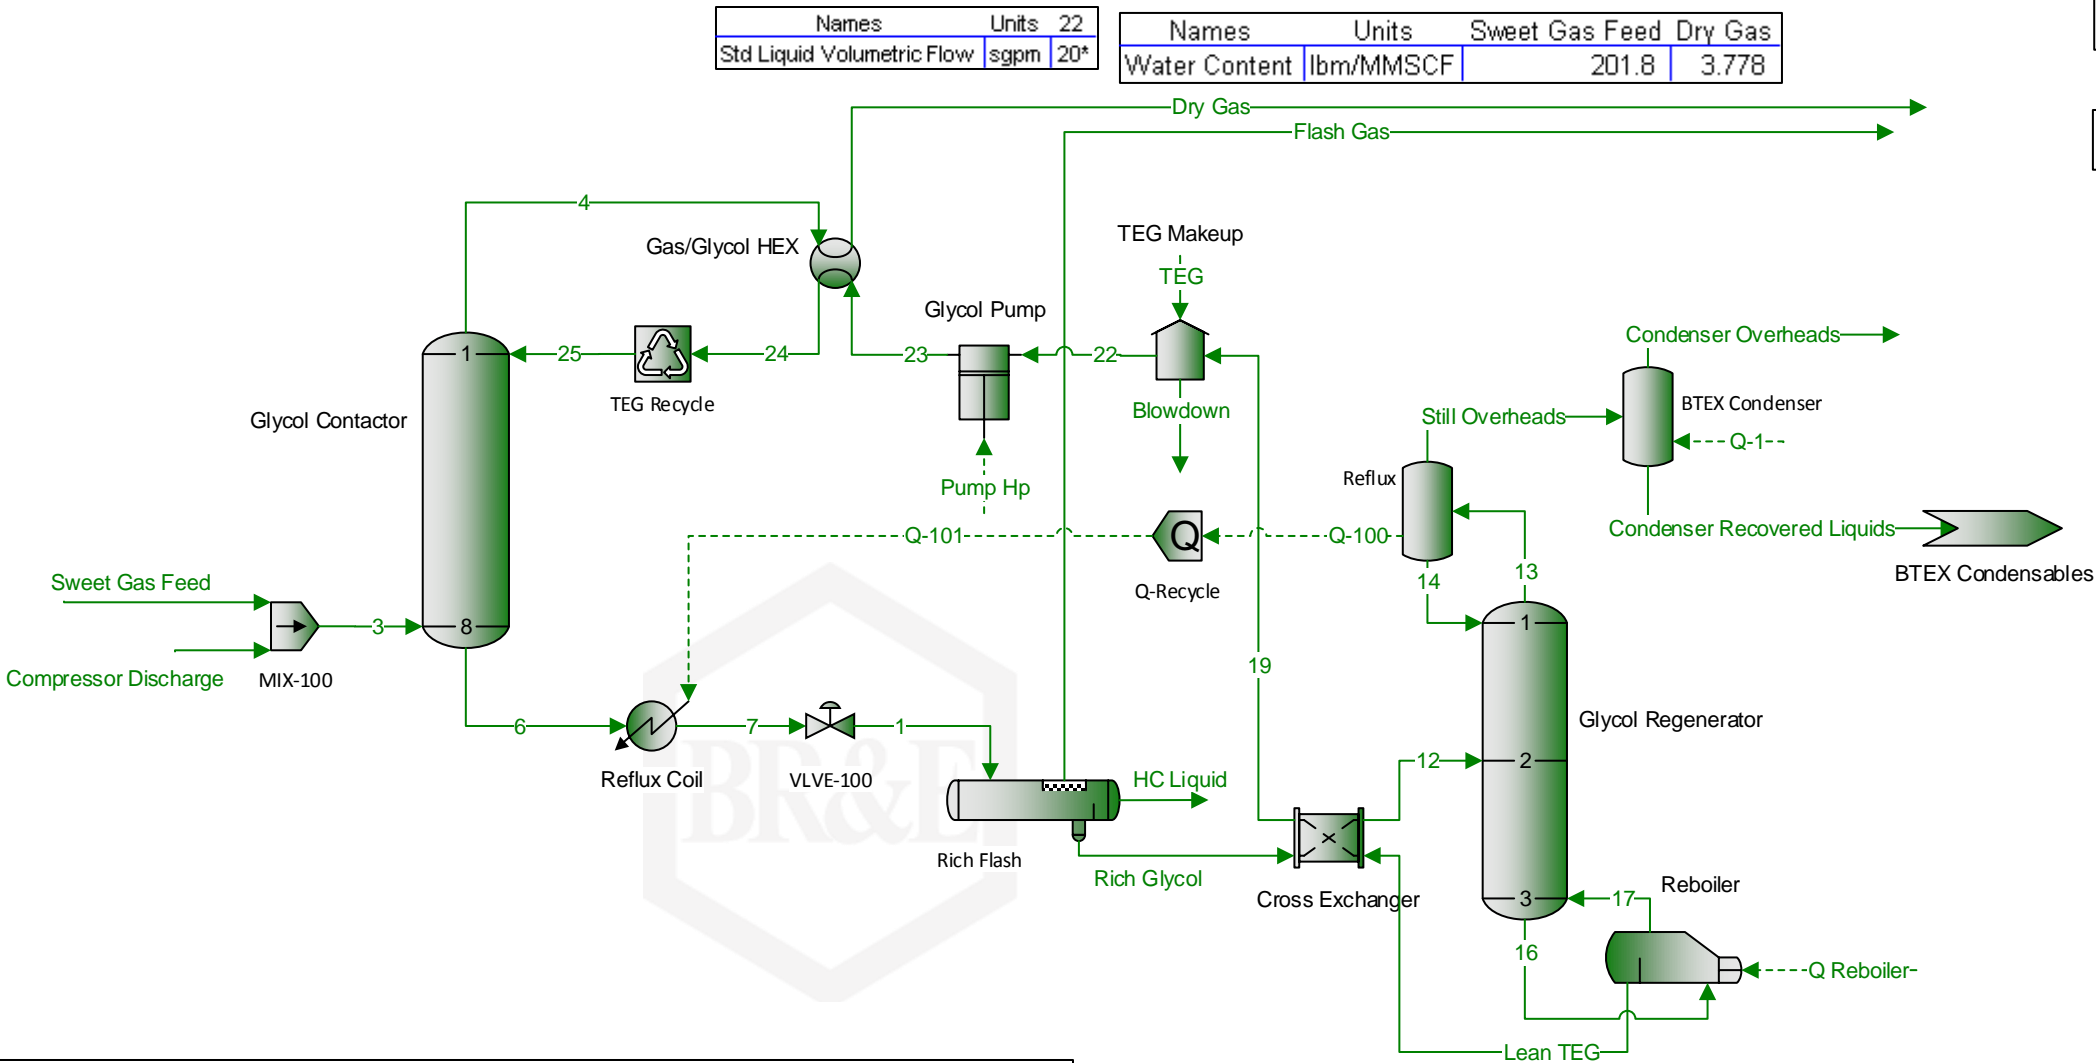 Names Units 22
Std Liquid Volumetric Flow sgpm 20*
Names Units Sweet Gas Feed Dry Gas
Water Content lbm/MMSCF 201.8 3.778
Dry Gas
Flash Gas
4
Gas/Glycol HEX
TEG Makeup
TEG
Glycol Pump
Condenser Overheads
1
25
24
23
22
TEG Recycle
BTEX Condenser
Glycol Contactor
Blowdown
Still Overheads
Q-1
Reflux
Pump Hp
Q-101
Q
Q-100
Condenser Recovered Liquids
BTEX Condensables
Sweet Gas Feed
Q-Recycle
14
13
3
8
1
Compressor Discharge
MIX-100
19
6
7
1
Glycol Regenerator
12
2
Reflux Coil
VLVE-100
HC Liquid
BR&E
Rich Flash
Rich Glycol
Cross Exchanger
Reboiler
3
17
16
Q Reboiler
Lean TEG